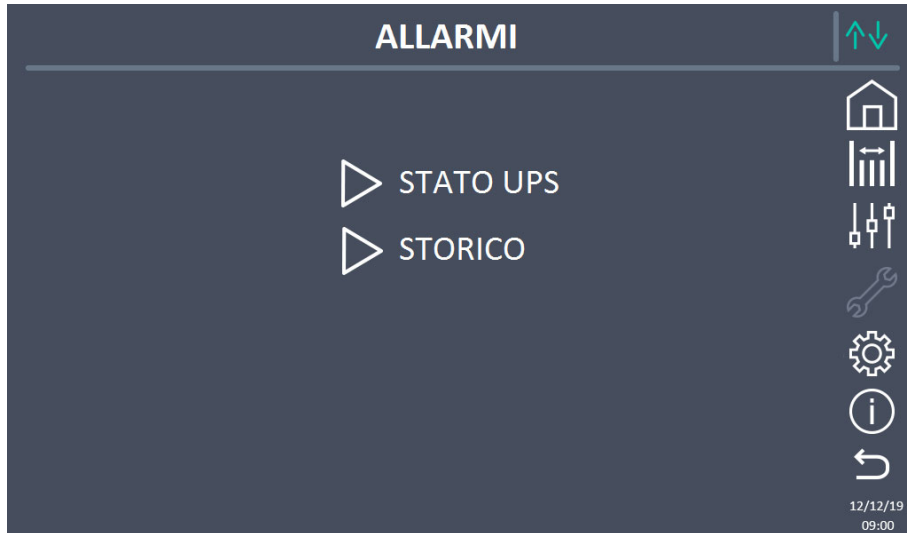 ALLARMI
STATO UPS
STORICO
12/12/19
09:00